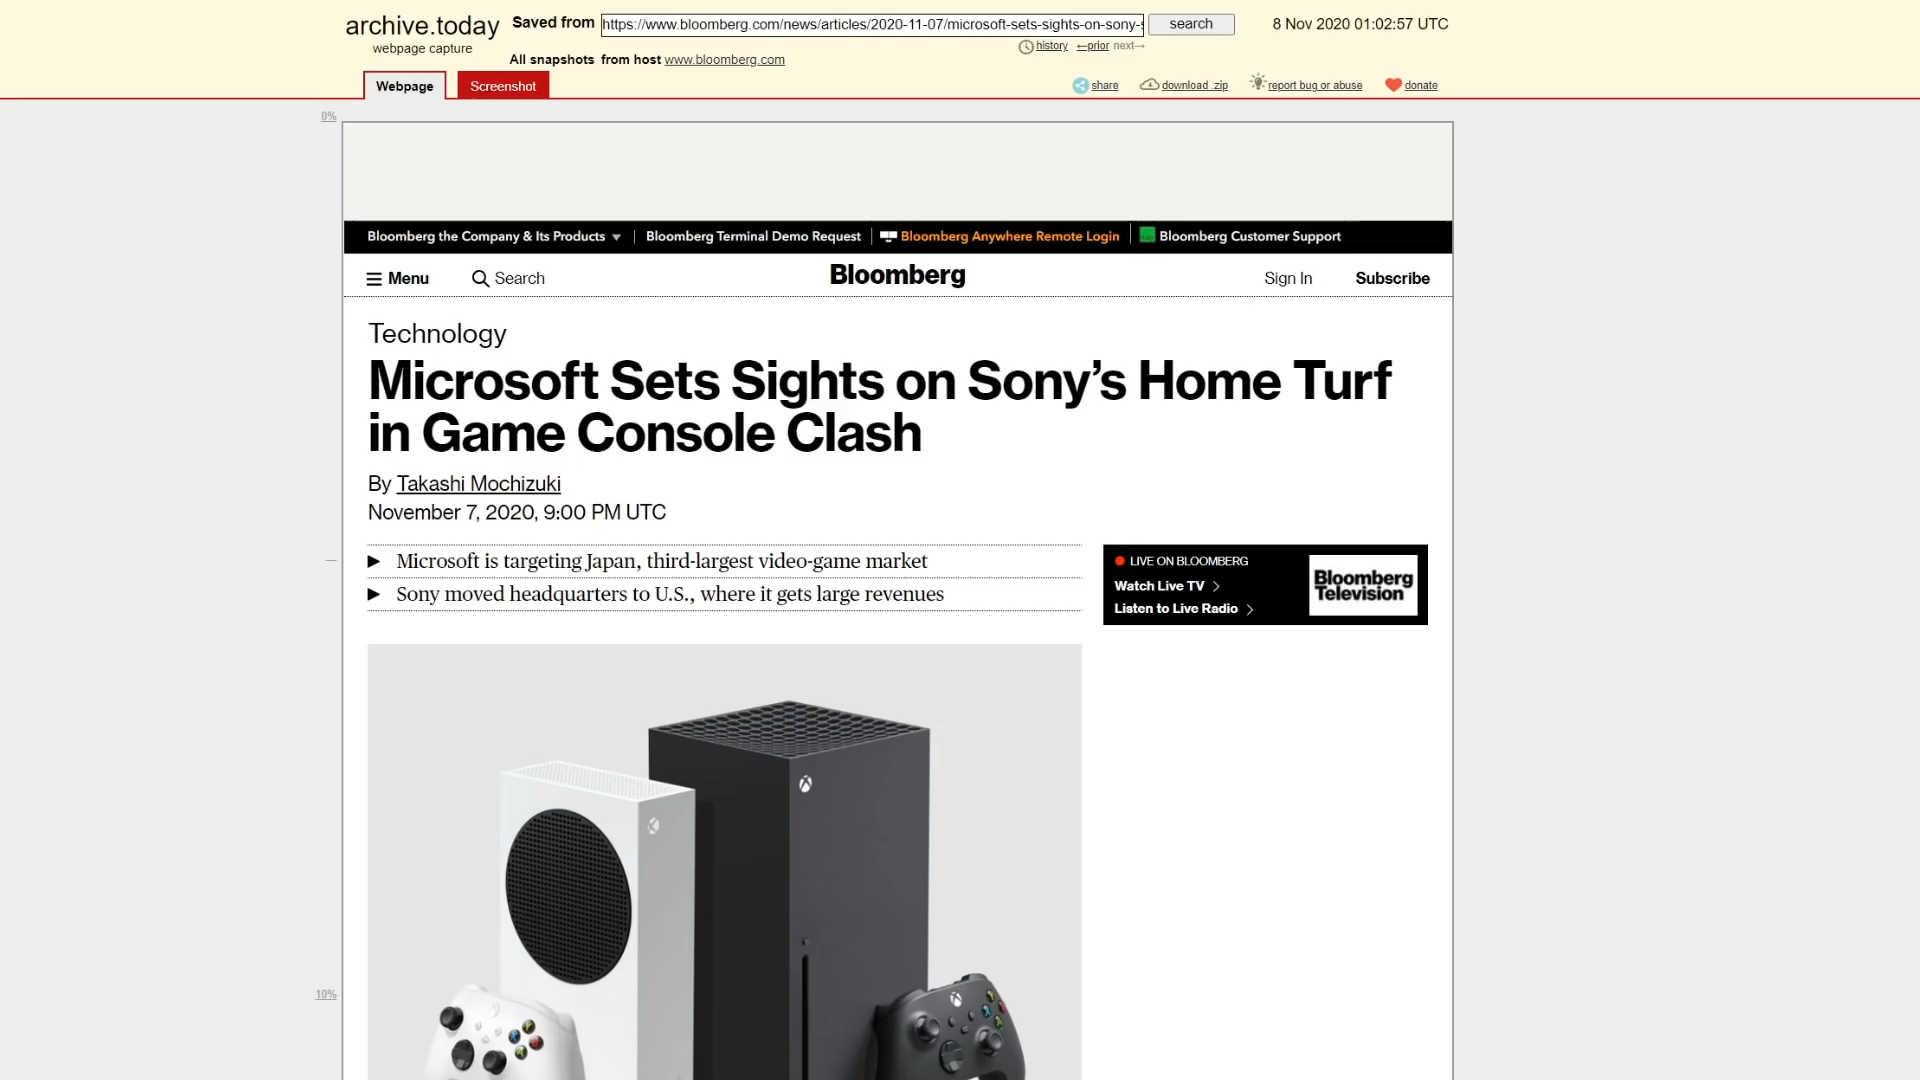 archive.today
webpage capture
Saved from https://www.bloomberg.com/news/articles/2020-11-07/microsoft-sets-sights-on-sony-s search
8 Nov 2020 01:02:57 UTC
history ←prior next→
All snapshots from host www.bloomberg.com
Webpage Screenshot
share download .zip report bug or abuse donate
0%
Bloomberg the Company & Its Products ▼ Bloomberg Terminal Demo Request Bloomberg Anywhere Remote Login Bloomberg Customer Support
Menu Search Bloomberg Sign In Subscribe
Technology
Microsoft Sets Sights on Sony’s Home Turf
in Game Console Clash
By Takashi Mochizuki
November 7, 2020, 9:00 PM UTC
► Microsoft is targeting Japan, third-largest video-game market
► Sony moved headquarters to U.S., where it gets large revenues
LIVE ON BLOOMBERG
Watch Live TV >
Listen to Live Radio >
Bloomberg
Television
10%